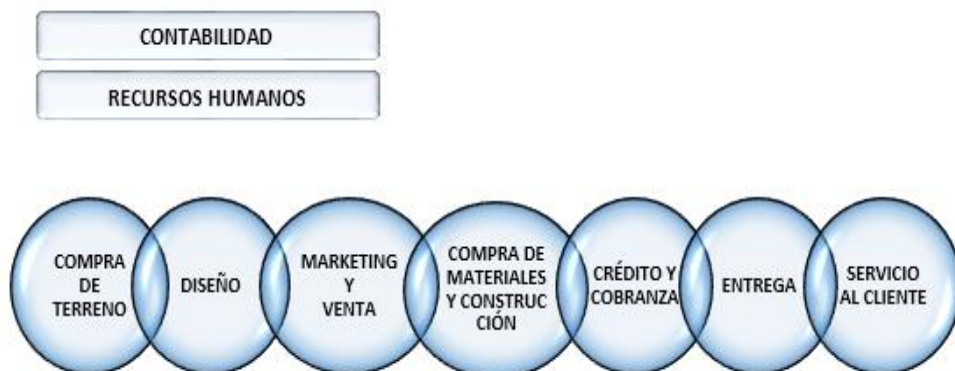 CONTABILIDAD
RECURSOS HUMANOS
COMPRA
DE
TERRENO
DISEÑO
MARKETING
Y
VENTA
COMPRA DE
MATERIALES
Y CONSTRUC
CIÓN
CRÉDITO Y
COBRANZA
ENTREGA
SERVICIO
AL CLIENTE